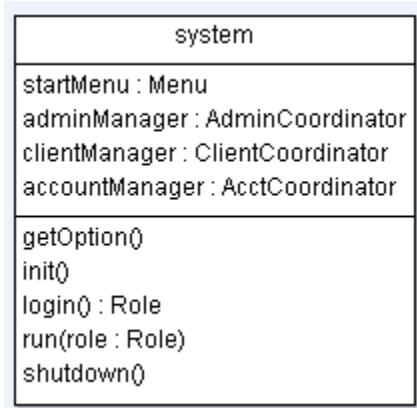 system
startMenu : Menu
adminManager : AdminCoordinator
clientManager : ClientCoordinator
accountManager : AcctCoordinator
getOption()
init()
login() : Role
run(role : Role)
shutdown()